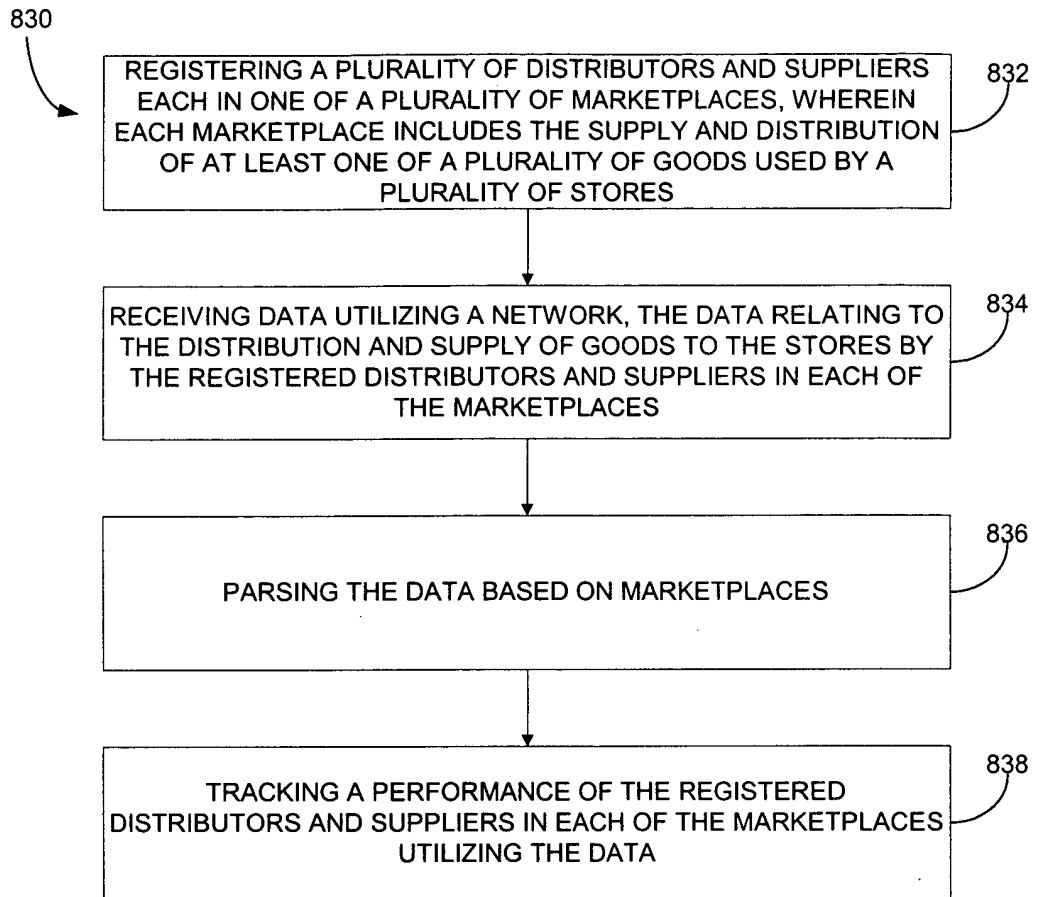 830
REGISTERING A PLURALITY OF DISTRIBUTORS AND SUPPLIERS
EACH IN ONE OF A PLURALITY OF MARKETPLACES, WHEREIN
EACH MARKETPLACE INCLUDES THE SUPPLY AND DISTRIBUTION
OF AT LEAST ONE OF A PLURALITY OF GOODS USED BY A
PLURALITY OF STORES
832
RECEIVING DATA UTILIZING A NETWORK, THE DATA RELATING TO
THE DISTRIBUTION AND SUPPLY OF GOODS TO THE STORES BY
THE REGISTERED DISTRIBUTORS AND SUPPLIERS IN EACH OF
THE MARKETPLACES
834
PARSING THE DATA BASED ON MARKETPLACES
836
TRACKING A PERFORMANCE OF THE REGISTERED
DISTRIBUTORS AND SUPPLIERS IN EACH OF THE MARKETPLACES
UTILIZING THE DATA
838